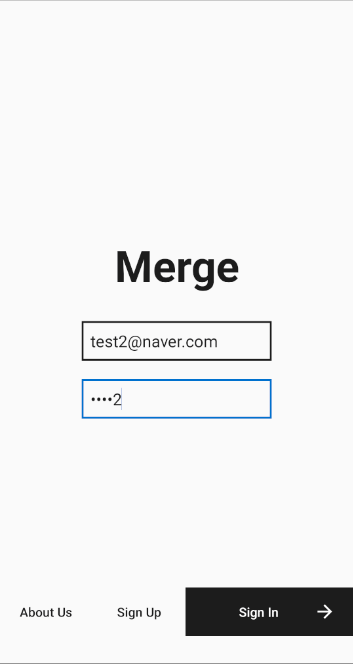 Merge
test2@naver.com
••••2
About Us
Sign Up
Sign In